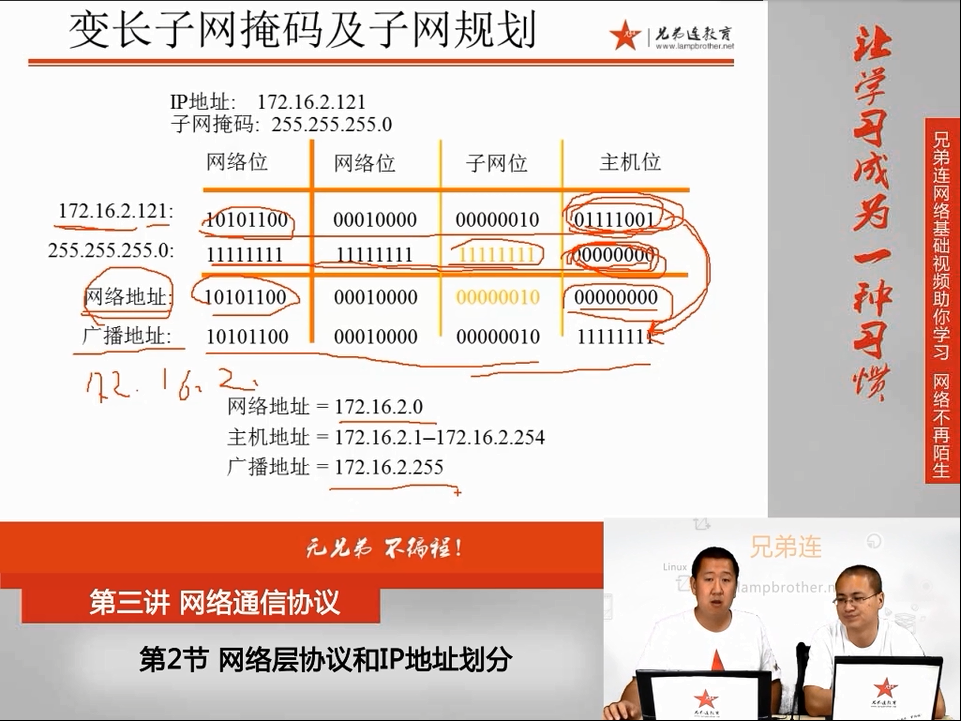 变长子网掩码及子网规划
兄弟连教育
www.lampbrother.net
IP地址: 172.16.2.121
子网掩码: 255.255.255.0
网络位 网络位 子网位 主机位
172.16.2.121: 10101100 00010000 00000010 01111001
255.255.255.0: 11111111 11111111 11111111 00000000
网络地址: 10101100 00010000 00000010 00000000
广播地址: 10101100 00010000 00000010 11111111
172.16.2.
网络地址 = 172.16.2.0
主机地址 = 172.16.2.1–172.16.2.254
广播地址 = 172.16.2.255
让学习成为一种习惯
兄弟连网络基础视频助你学习 网络不再陌生
无兄弟 不编程!
第三讲 网络通信协议
第2节 网络层协议和IP地址划分
兄弟连
Linux
lampbrother.n